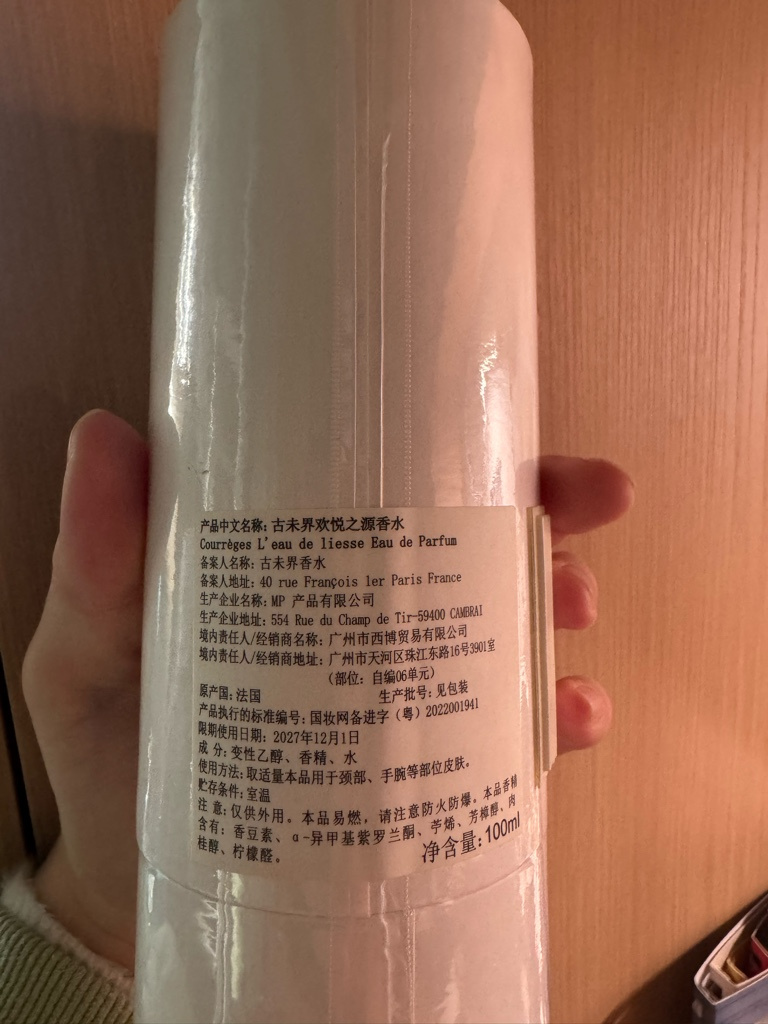 产品中文名称: 古未界欢悦之源香水
Courrèges L'eau de liesse Eau de Parfum
备案人名称: 古未界香水
备案人地址: 40 rue François 1er Paris France
生产企业名称: MP 产品有限公司
生产企业地址: 554 Rue du Champ de Tir-59400 CAMBRAI
境内责任人/经销商名称: 广州市西博贸易有限公司
境内责任人/经销商地址: 广州市天河区珠江东路16号3901室
(部位: 自编06单元)
原产国: 法国 生产批号: 见包装
产品执行的标准编号: 国妆网备进字（粤）2022001941
限期使用日期: 2027年12月1日
成 分: 变性乙醇、香精、水
使用方法: 取适量本品用于颈部、手腕等部位皮肤。
贮存条件: 室温
注 意: 仅供外用。本品易燃，请注意防火防爆。本品香精
含有: 香豆素、α-异甲基紫罗兰酮、苧烯、芳樟醇、肉
桂醇、柠檬醛。
净含量: 100ml